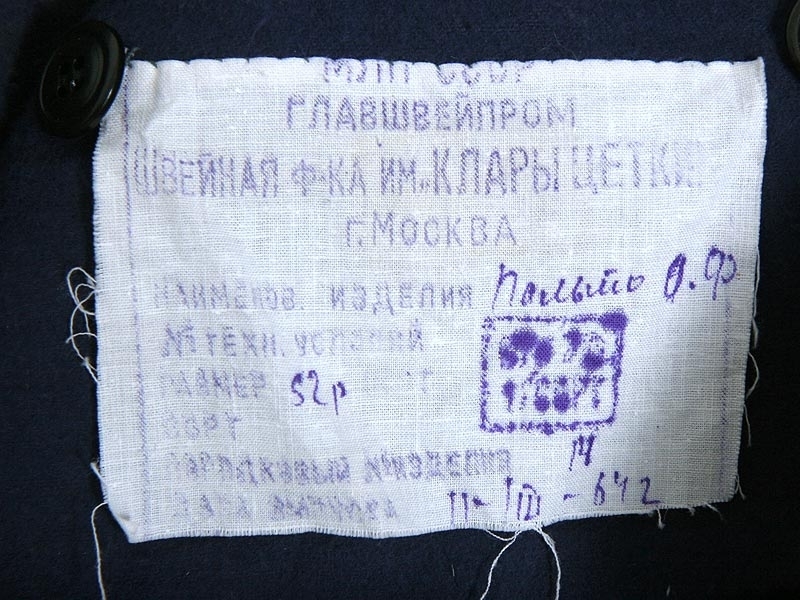 МЛП СССР
ГЛАВШВЕЙПРОМ
ШВЕЙНАЯ Ф-КА ИМ. КЛАРЫ ЦЕТКИН
Г. МОСКВА
НАИМЕНОВ. ИЗДЕЛИЯ Пальто О.Ф
№ ТЕХН. УСЛОВИЙ
РАЗМЕР 52р
СОРТ
ПОРЯДКОВЫЙ № ИЗДЕЛИЯ
ДАТА ВЫПУСКА